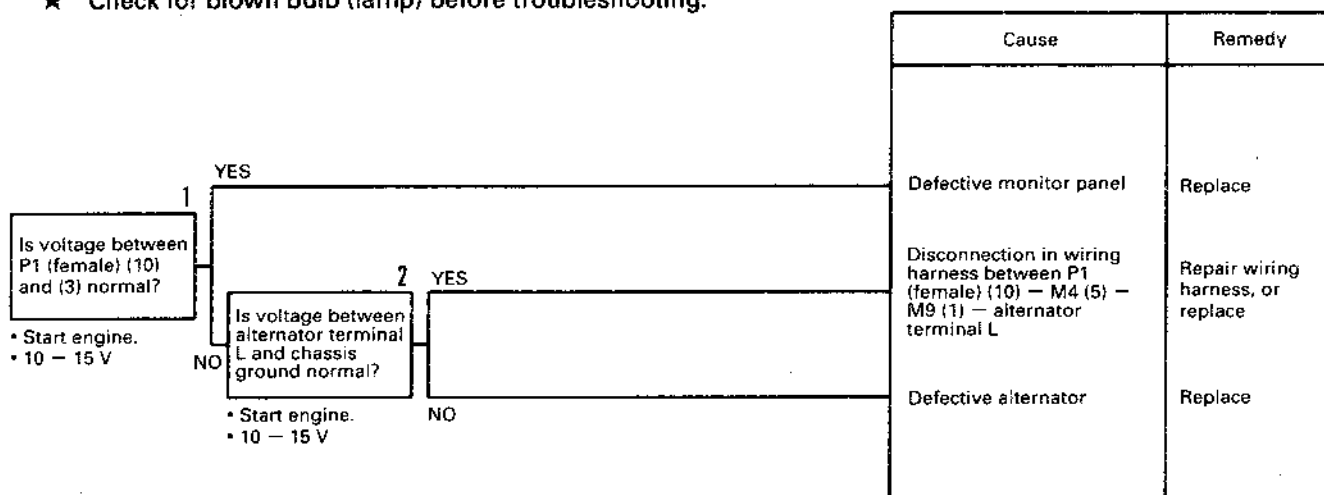 ★ Check for blown bulb (lamp) before troubleshooting.
Cause
Remedy
YES
1
Is voltage between
P1 (female) (10)
and (3) normal?
• Start engine.
• 10 – 15 V
NO
2
Is voltage between
alternator terminal
L and chassis
ground normal?
• Start engine.
• 10 – 15 V
YES
NO
Defective monitor panel
Replace
Disconnection in wiring
harness between P1
(female) (10) – M4 (5) –
M9 (1) – alternator
terminal L
Repair wiring
harness, or
replace
Defective alternator
Replace